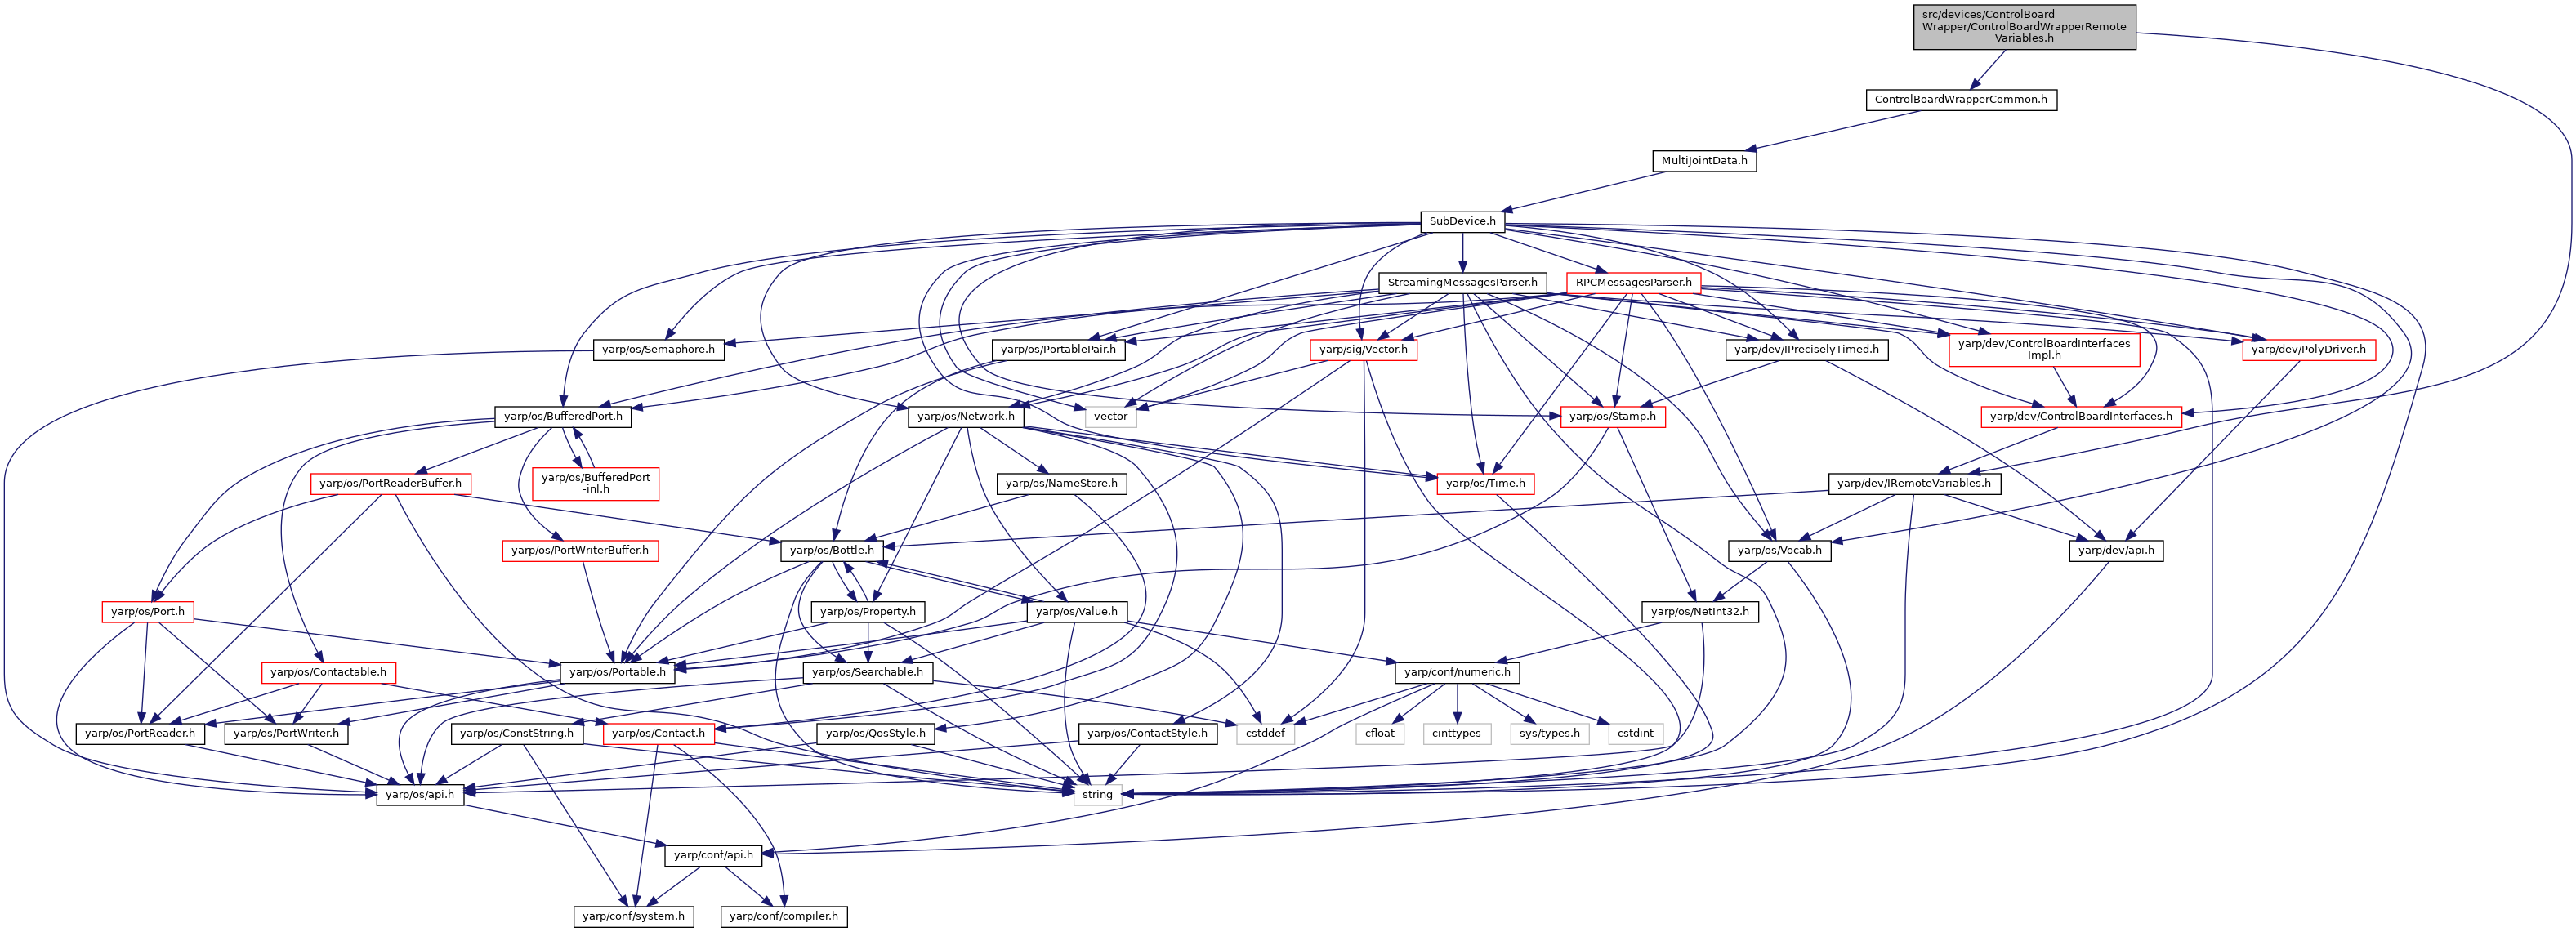 src/devices/ControlBoard
Wrapper/ControlBoardWrapperRemote
Variables.h
ControlBoardWrapperCommon.h
MultiJointData.h
SubDevice.h
StreamingMessagesParser.h
RPCMessagesParser.h
yarp/os/Semaphore.h
yarp/os/PortablePair.h
yarp/sig/Vector.h
yarp/dev/IPreciselyTimed.h
yarp/dev/ControlBoardInterfaces
Impl.h
yarp/dev/PolyDriver.h
yarp/os/BufferedPort.h
yarp/os/Network.h
vector
yarp/os/Stamp.h
yarp/dev/ControlBoardInterfaces.h
yarp/os/PortReaderBuffer.h
yarp/os/BufferedPort
-inl.h
yarp/os/NameStore.h
yarp/os/Time.h
yarp/dev/IRemoteVariables.h
yarp/os/PortWriterBuffer.h
yarp/os/Bottle.h
yarp/os/Vocab.h
yarp/dev/api.h
yarp/os/Port.h
yarp/os/Property.h
yarp/os/Value.h
yarp/os/NetInt32.h
yarp/os/Contactable.h
yarp/os/Portable.h
yarp/os/Searchable.h
yarp/conf/numeric.h
yarp/os/PortReader.h
yarp/os/PortWriter.h
yarp/os/ConstString.h
yarp/os/Contact.h
yarp/os/QosStyle.h
yarp/os/ContactStyle.h
cstddef
cfloat
cinttypes
sys/types.h
cstdint
yarp/os/api.h
string
yarp/conf/api.h
yarp/conf/system.h
yarp/conf/compiler.h